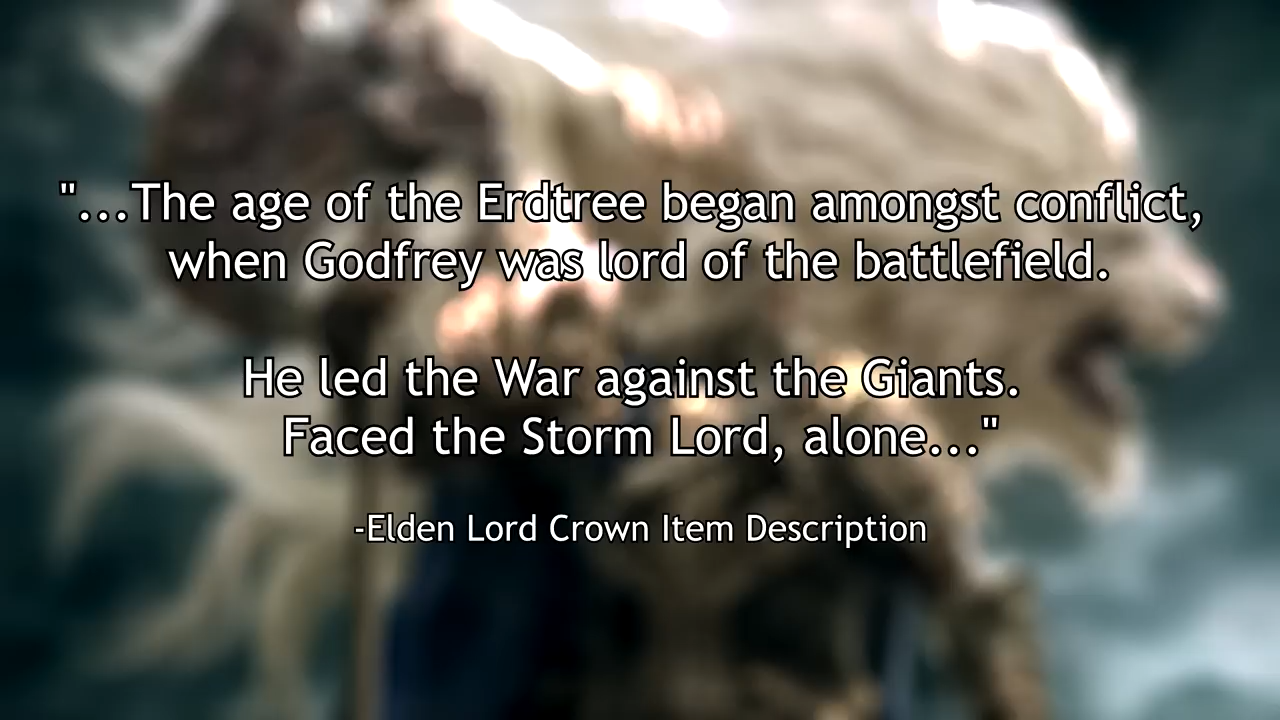 "...The age of the Erdtree began amongst conflict,
when Godfrey was lord of the battlefield.
He led the War against the Giants.
Faced the Storm Lord, alone..."
-Elden Lord Crown Item Description